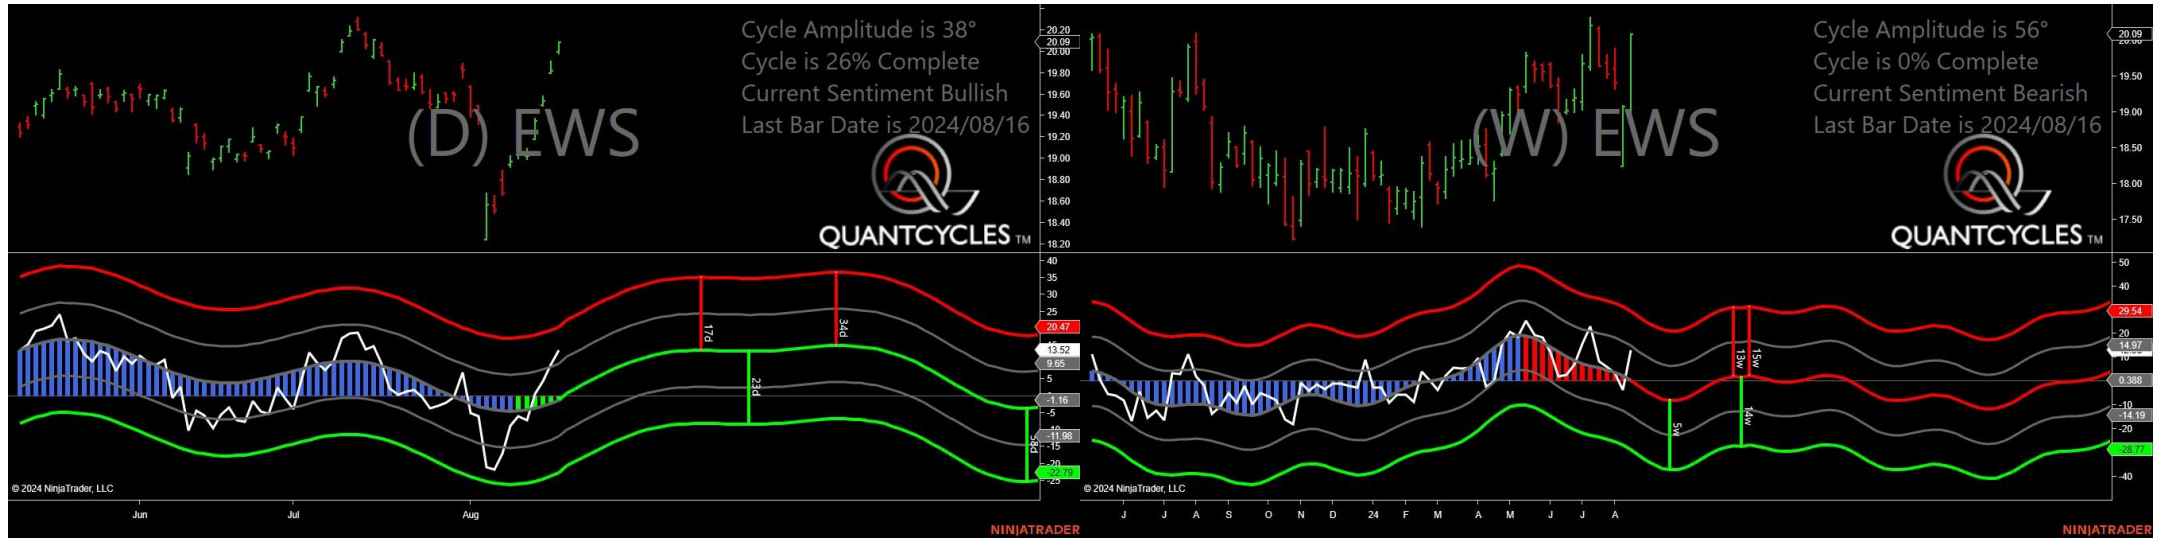 Cycle Amplitude is 38°
Cycle is 26% Complete
Current Sentiment Bullish
Last Bar Date is 2024/08/16
(D) EWS
QUANTCYCLES TM
20.20
20.09
20.00
19.80
19.60
19.40
19.20
19.00
18.80
18.60
18.40
18.20
40
35
30
25
20.47
13.52
9.65
5
-1.16
-5
-11.98
-15
-20
-22.79
-25
17d
34d
23d
58d
© 2024 NinjaTrader, LLC
Jun
Jul
Aug
NINJATRADER
Cycle Amplitude is 56°
Cycle is 0% Complete
Current Sentiment Bearish
Last Bar Date is 2024/08/16
(W) EWS
QUANTCYCLES TM
20.09
19.50
19.00
18.50
18.00
17.50
50
40
29.54
20
14.97
0.388
-10
-14.19
-20
-28.77
-40
13w
15w
5w
14w
© 2024 NinjaTrader, LLC
J
J
A
S
O
N
D
24
F
M
A
M
J
J
A
NINJATRADER